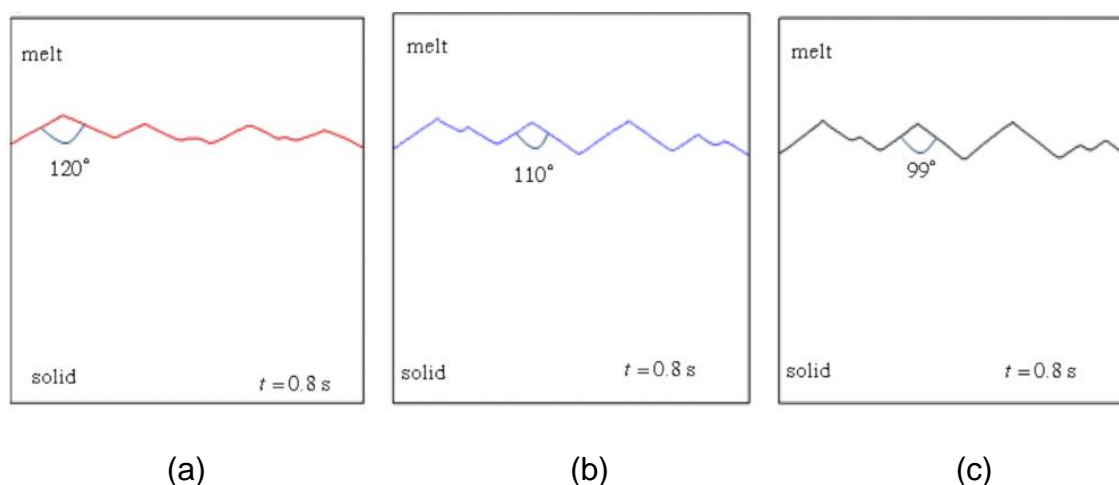 melt
120°
solid
t = 0.8 s
(a)
melt
110°
solid
t = 0.8 s
(b)
melt
99°
solid
t = 0.8 s
(c)